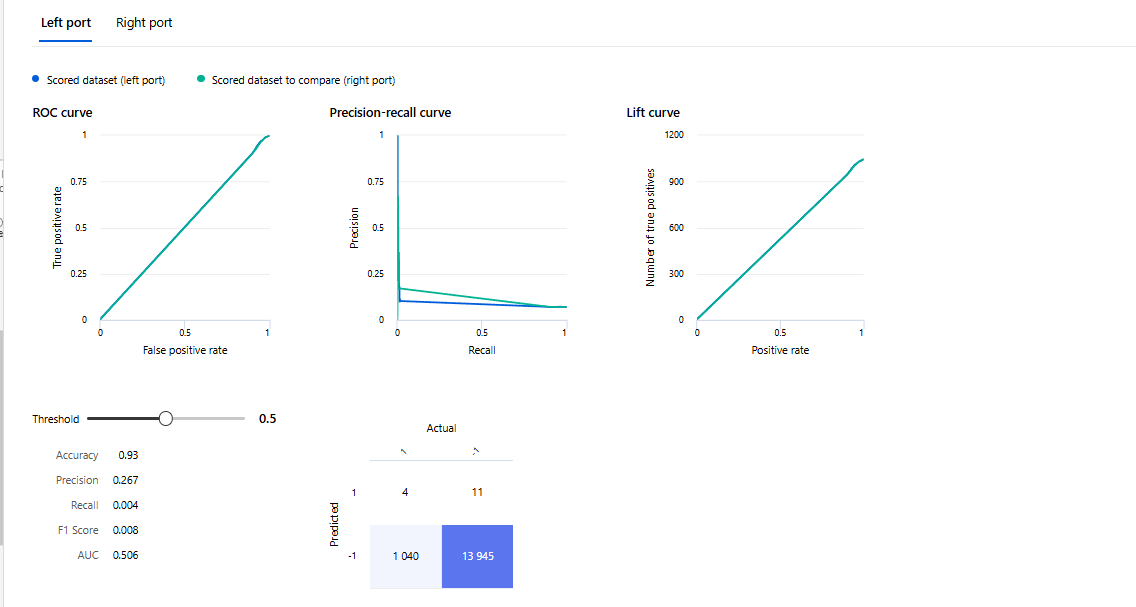 Left port Right port
Scored dataset (left port) Scored dataset to compare (right port)
ROC curve Precision-recall curve Lift curve
True positive rate
1
0.75
0.5
0.25
0
0 0.5 1
False positive rate
Precision
1
0.75
0.5
0.25
0
0 0.5 1
Recall
Number of true positives
1200
900
600
300
0
0 0.5 1
Positive rate
Threshold 0.5
Accuracy 0.93
Precision 0.267
Recall 0.004
F1 Score 0.008
AUC 0.506
Actual
1 -1
Predicted
1 4 11
-1 1 040 13 945